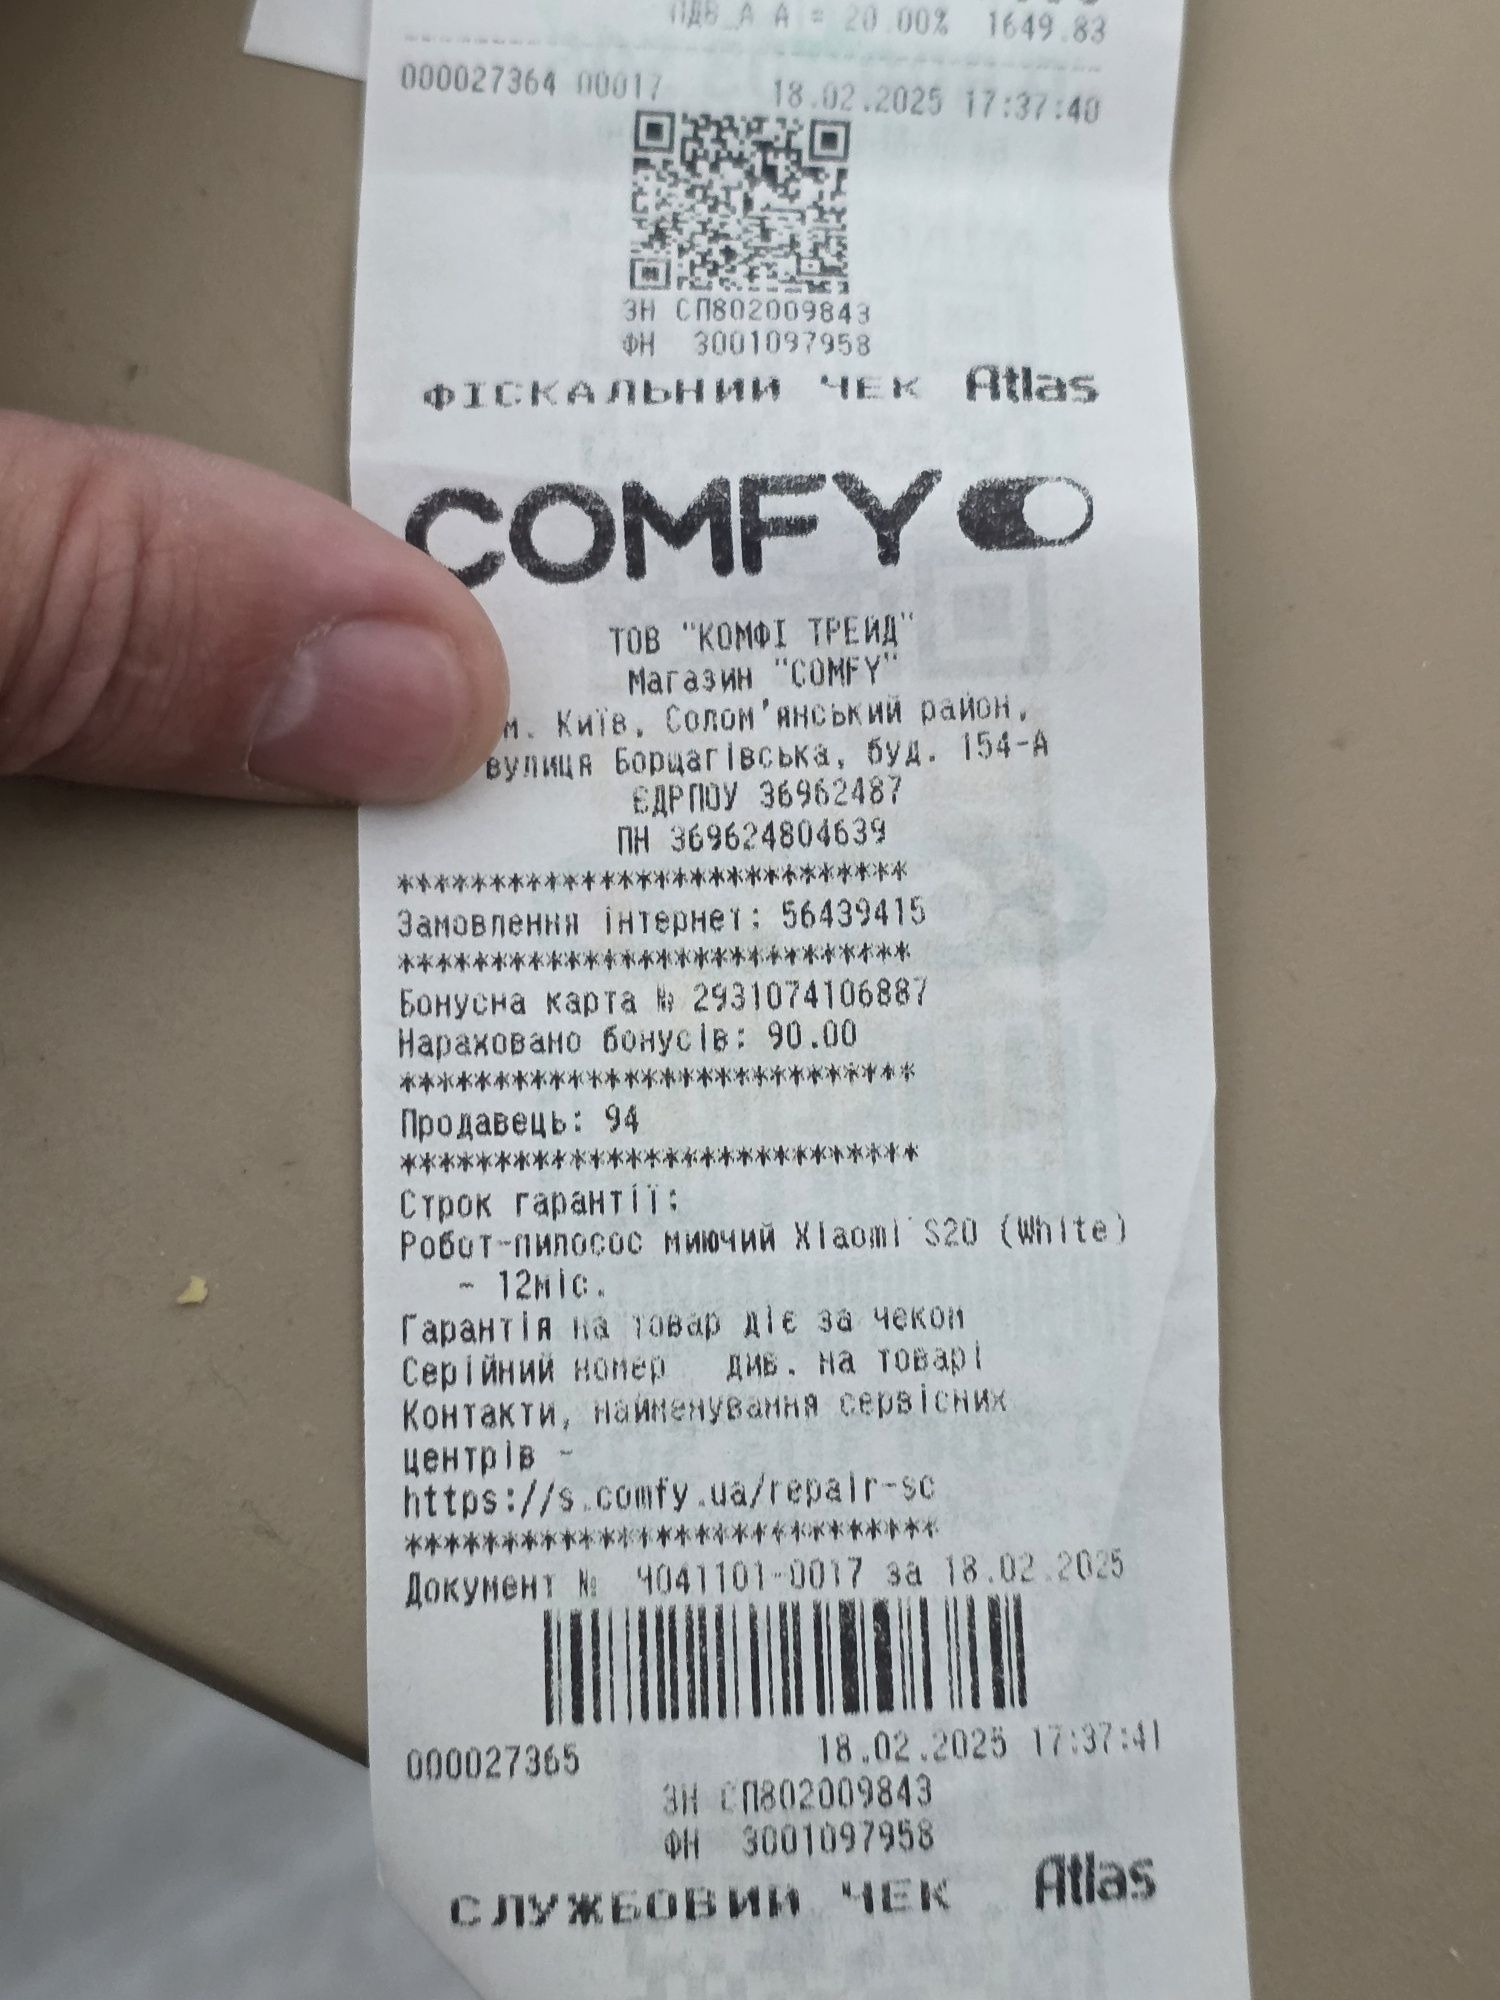 ПДВ_А А = 20.00% 1649.83
000027364 00017 18.02.2025 17:37:40
ЗН СП802009843
ФН 3001097958
ФІСКАЛЬНИЙ ЧЕК Atlas
COMFY
ТОВ "КОМФІ ТРЕЙД"
Магазин "COMFY"
м. Київ, Солом'янський район,
вулиця Борщагівська, буд. 154-А
ЄДРПОУ 36962487
ПН 369624804639
****************************
Замовлення інтернет: 56439415
****************************
Бонусна карта № 2931074106887
Нараховано бонусів: 90.00
****************************
Продавець: 94
****************************
Строк гарантії:
Робот-пилосос миючий Xiaomi S20 (White)
- 12міс.
Гарантія на товар діє за чеком
Серійний номер див. на товарі
Контакти, найменування сервісних
центрів -
https://s.comfy.ua/repair-sc
****************************
Документ № Ч041101-0017 за 18.02.2025
000027365 18.02.2025 17:37:41
ЗН СП802009843
ФН 3001097958
СЛУЖБОВИЙ ЧЕК Atlas